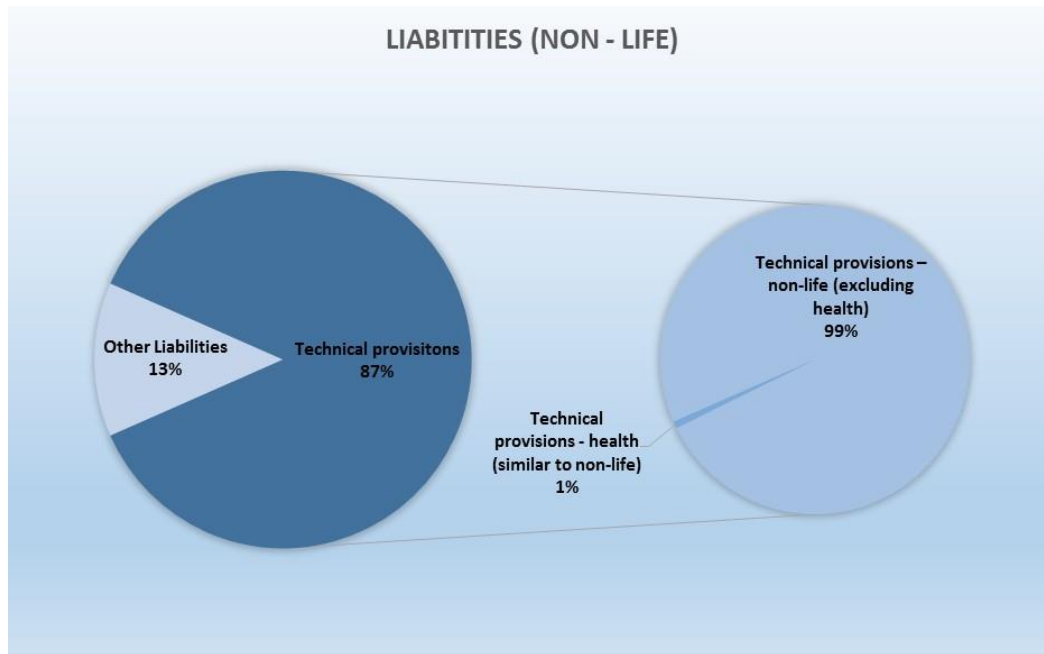 LIABITITIES (NON - LIFE)
Other Liabilities
13%
Technical provisitons
87%
Technical
provisions - health
(similar to non-life)
1%
Technical provisions –
non-life (excluding
health)
99%